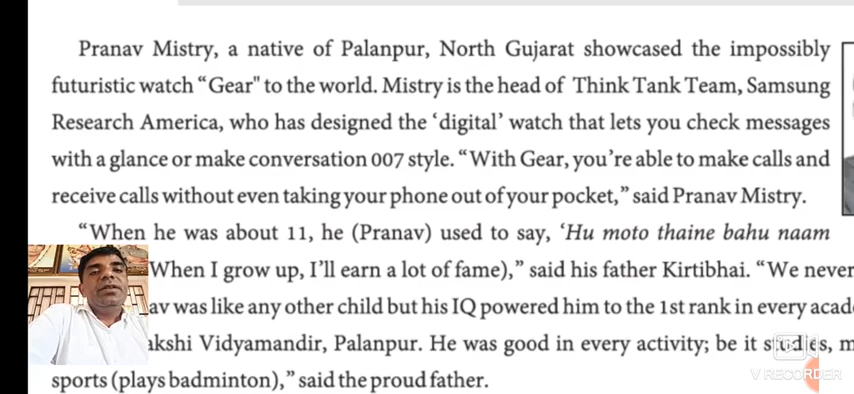 Pranav Mistry, a native of Palanpur, North Gujarat showcased the impossibly
futuristic watch “Gear" to the world. Mistry is the head of Think Tank Team, Samsung
Research America, who has designed the ‘digital’ watch that lets you check messages
with a glance or make conversation 007 style. “With Gear, you’re able to make calls and
receive calls without even taking your phone out of your pocket,” said Pranav Mistry.
“When he was about 11, he (Pranav) used to say, ‘Hu moto thaine bahu naam
When I grow up, I’ll earn a lot of fame),” said his father Kirtibhai. “We never
was like any other child but his IQ powered him to the 1st rank in every
Vidyamandir, Palanpur. He was good in every activity; be it studies,
sports (plays badminton),” said the proud father.
V RECORDER